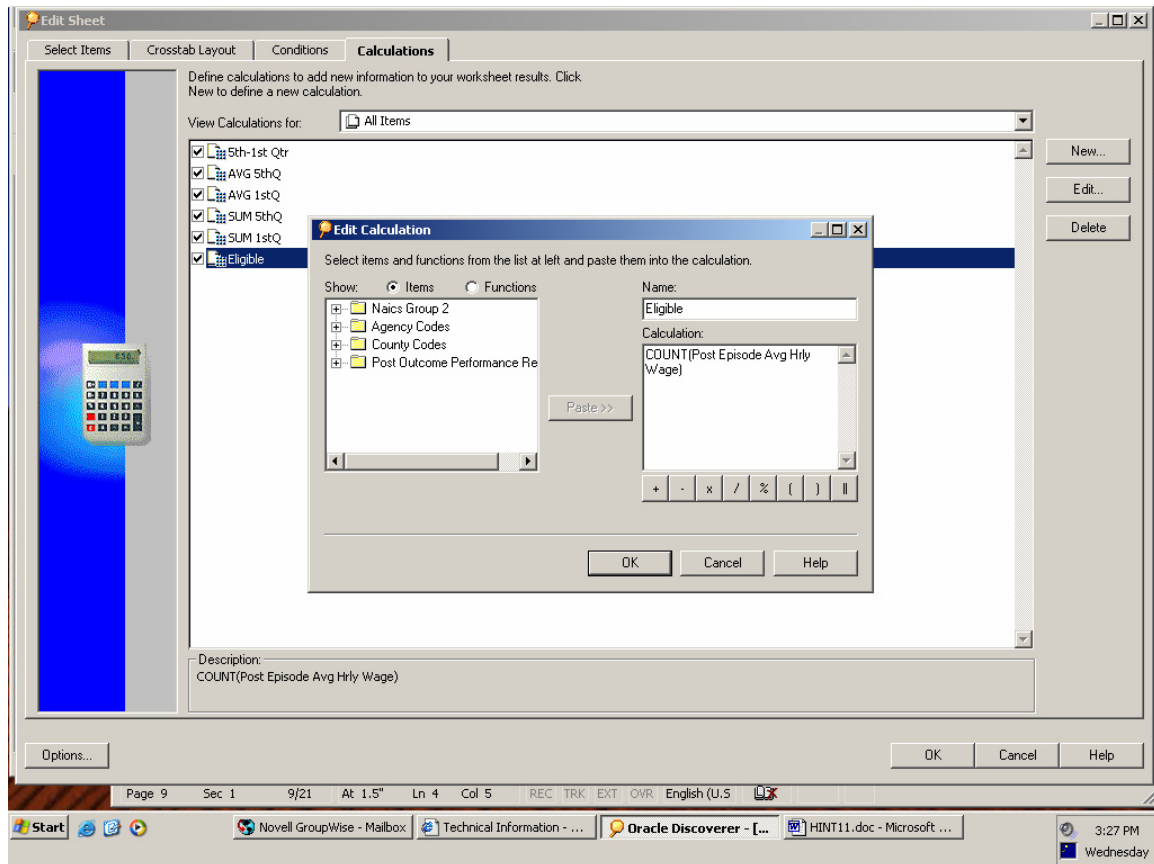 Edit Sheet
Select Items
Crosstab Layout
Conditions
Calculations
Define calculations to add new information to your worksheet results. Click
New to define a new calculation.
View Calculations for:
All Items
5th-1st Qtr
AVG 5thQ
AVG 1stQ
SUM 5thQ
SUM 1stQ
Eligible
New...
Edit...
Delete
Edit Calculation
Select items and functions from the list at left and paste them into the calculation.
Show:
Items
Functions
Naics Group 2
Agency Codes
County Codes
Post Outcome Performance Re
Paste >>
Name:
Eligible
Calculation:
COUNT(Post Episode Avg Hrly
Wage)
+ - x / % ( ) ||
OK
Cancel
Help
Description:
COUNT(Post Episode Avg Hrly Wage)
Options...
OK
Cancel
Help
Page 9 Sec 1 9/21 At 1.5" Ln 4 Col 5 REC TRK EXT OVR English (U.S
Start
Novell GroupWise - Mailbox
Technical Information - ...
Oracle Discoverer - [...
HINT11.doc - Microsoft ...
3:27 PM
Wednesday